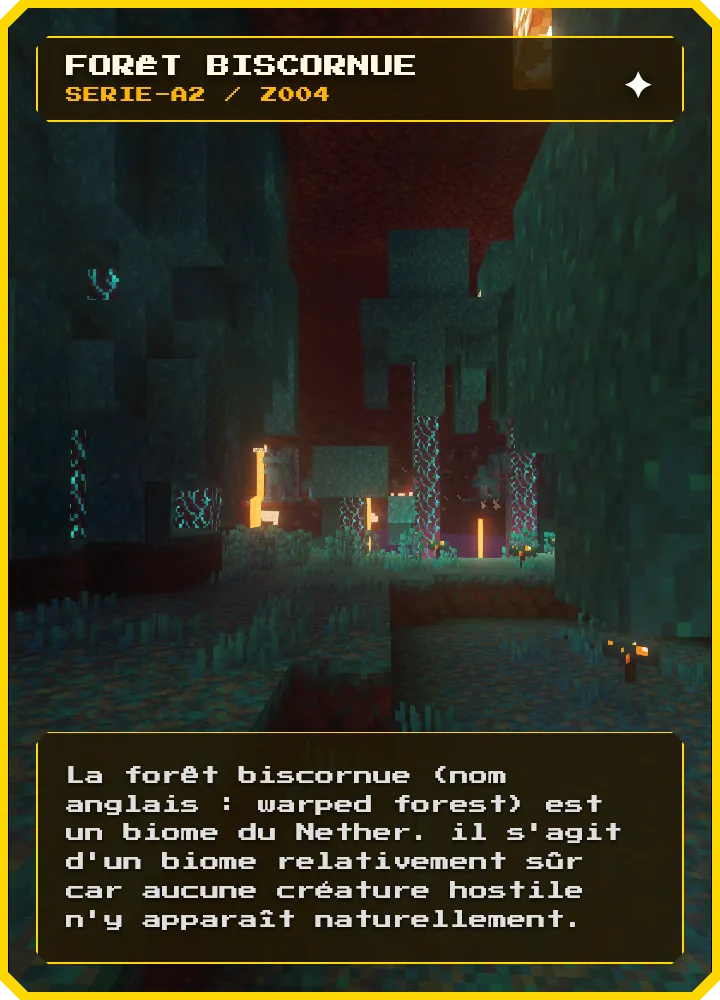 FORêT BISCORNUE
SERIE-A2 / Z004
La forêt biscornue (nom
anglais : warped forest) est
un biome du Nether. il s'agit
d'un biome relativement sûr
car aucune créature hostile
n'y apparaît naturellement.